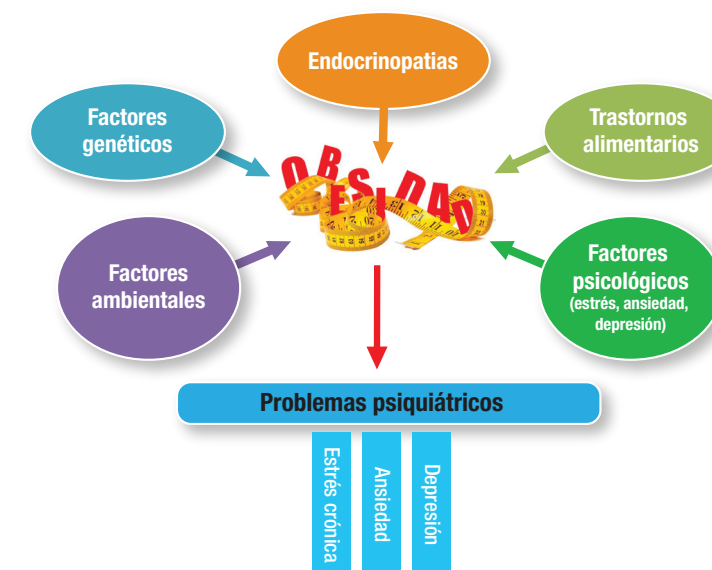 Endocrinopatias
Factores
genéticos
Trastornos
alimentarios
OBESIDAD
Factores
ambientales
Factores
psicológicos
(estrés, ansiedad,
depresión)
Problemas psiquiátricos
Estrés crónica
Ansiedad
Depresión